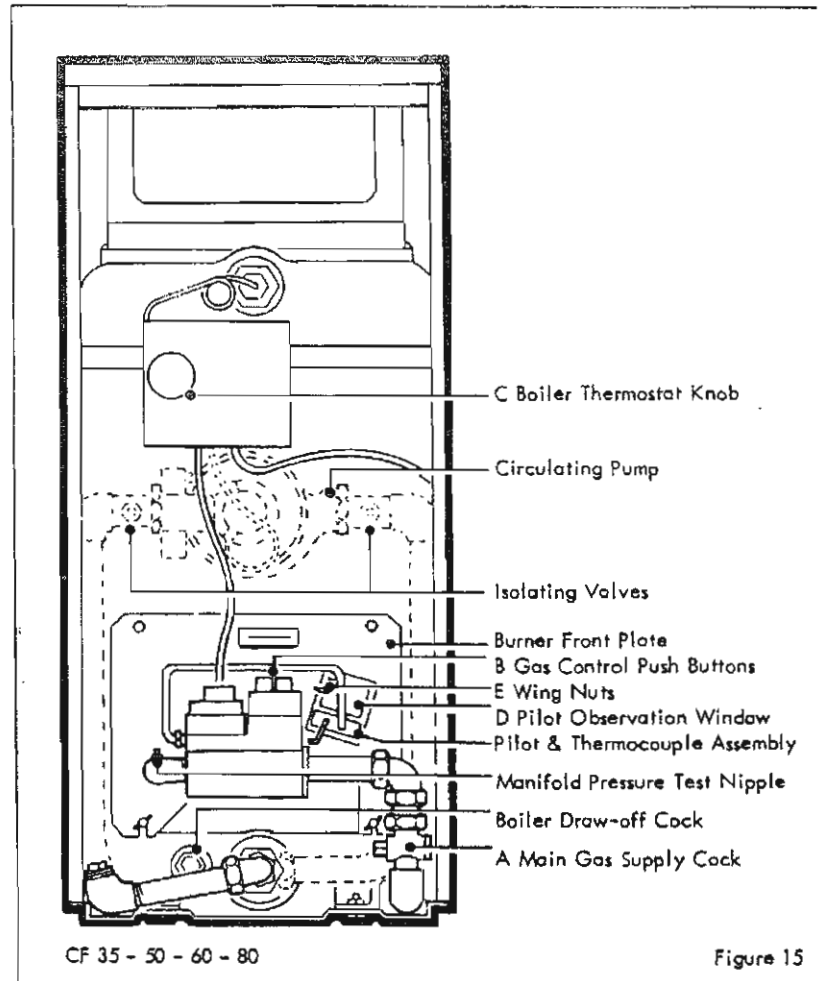 C Boiler Thermostat Knob
Circulating Pump
Isolating Valves
Burner Front Plate
B Gas Control Push Buttons
E Wing Nuts
D Pilot Observation Window
Pilot & Thermocouple Assembly
Manifold Pressure Test Nipple
Boiler Draw-off Cock
A Main Gas Supply Cock
CF 35 - 50 - 60 - 80
Figure 15